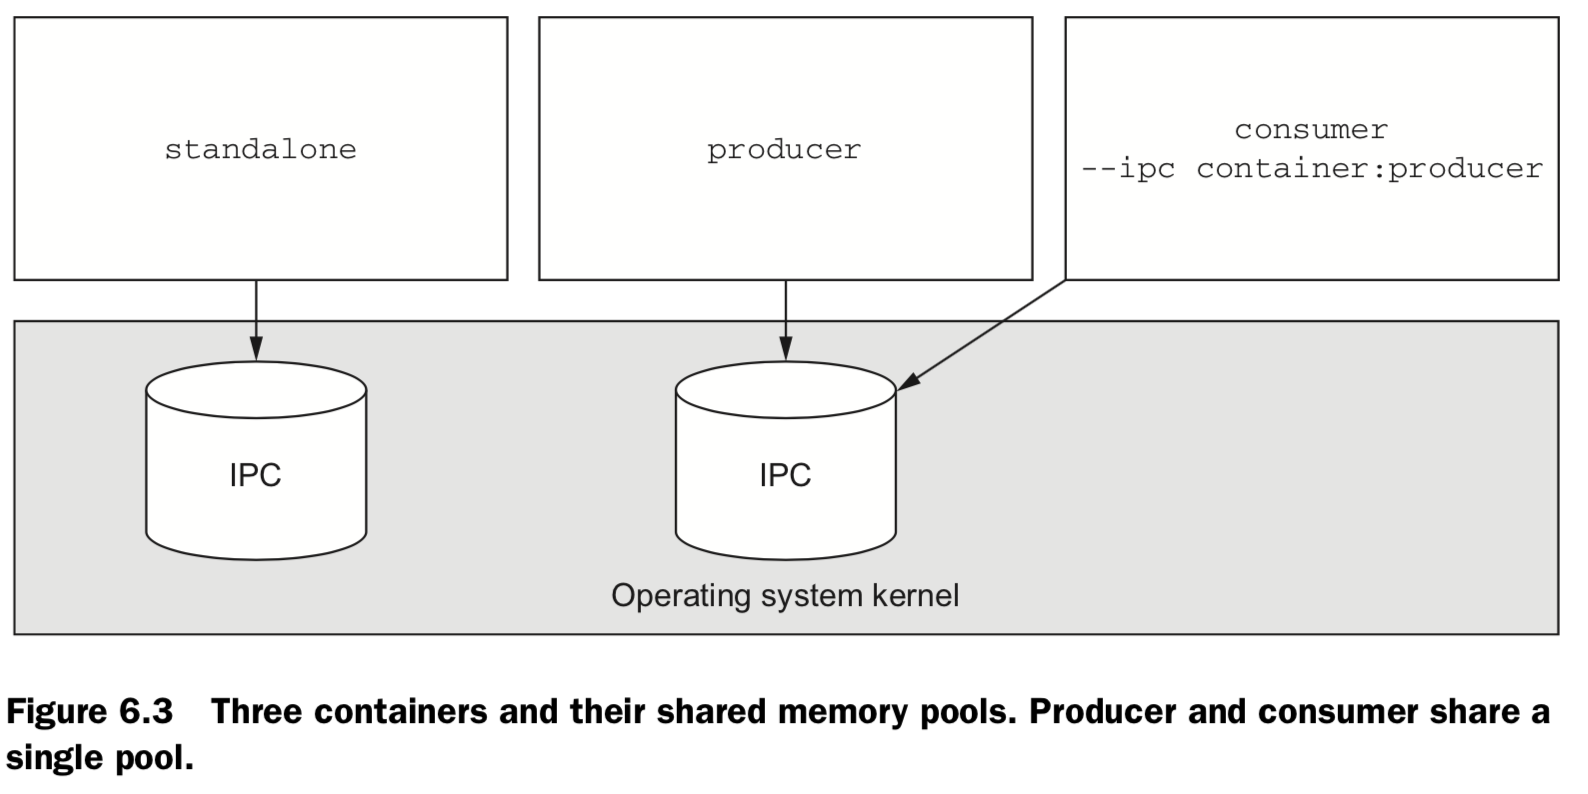 standalone
producer
consumer
--ipc container:producer
IPC
IPC
Operating system kernel
Figure 6.3 Three containers and their shared memory pools. Producer and consumer share a
single pool.